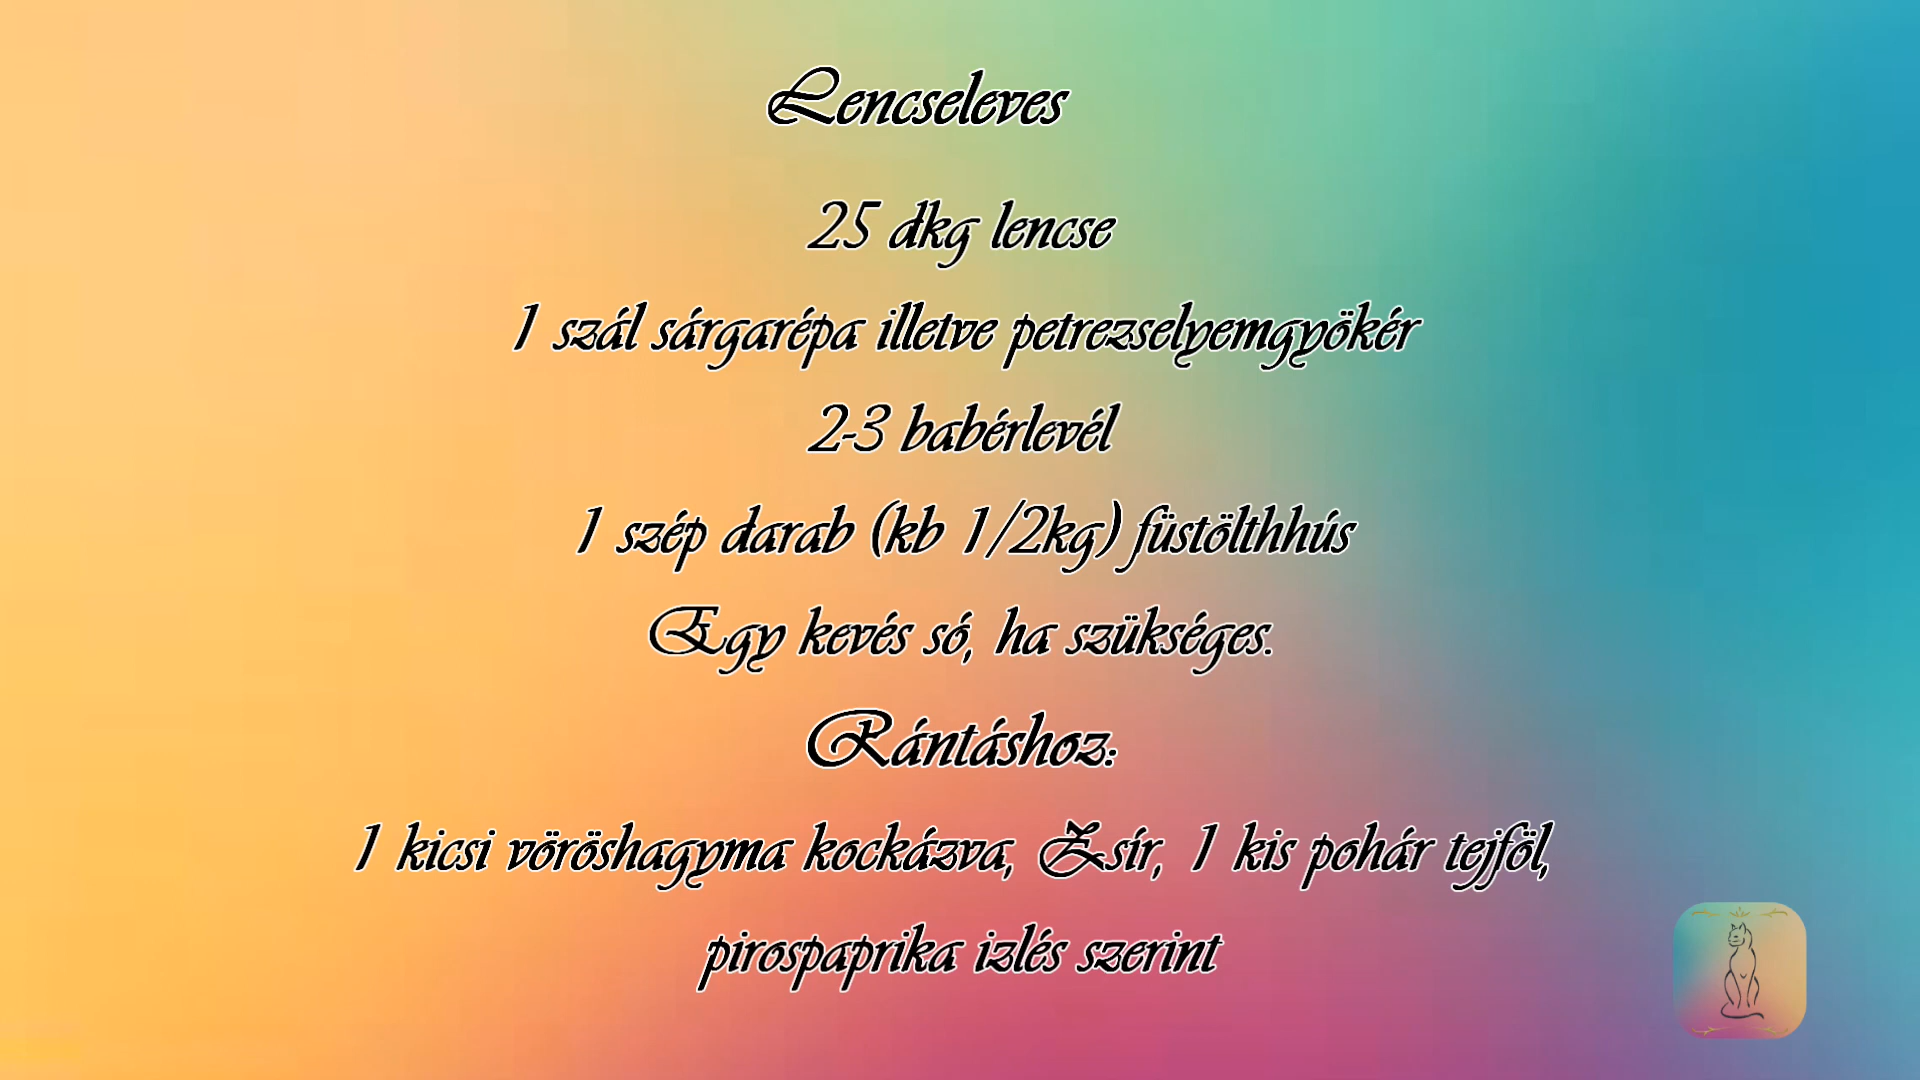 Lencseleves
25 dkg lencse
1 szál sárgarépa illetve petrezselyemgyökér
2-3 babérlevél
1 szép darab (kb 1/2kg) füstölthhús
Egy kevés só, ha szükséges.
Rántáshoz:
1 kicsi vöröshagyma kockázva, Zsír, 1 kis pohár tejföl,
pirospaprika izlés szerint